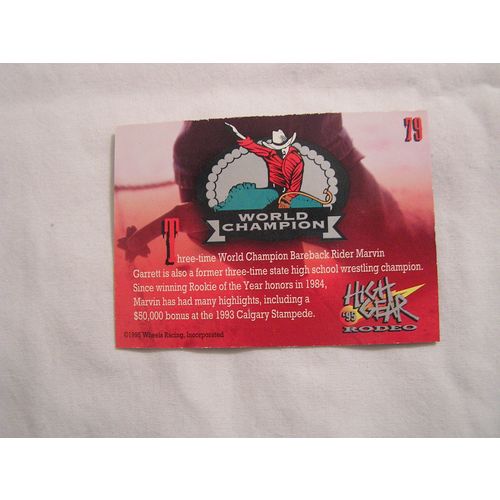 79
WORLD
CHAMPION
Three-time World Champion Bareback Rider Marvin
Garrett is also a former three-time state high school wrestling champion.
Since winning Rookie of the Year honors in 1984,
Marvin has had many highlights, including a
$50,000 bonus at the 1993 Calgary Stampede.
HIGH
'95 GEAR
RODEO
©1995 Wheels Racing, Incorporated